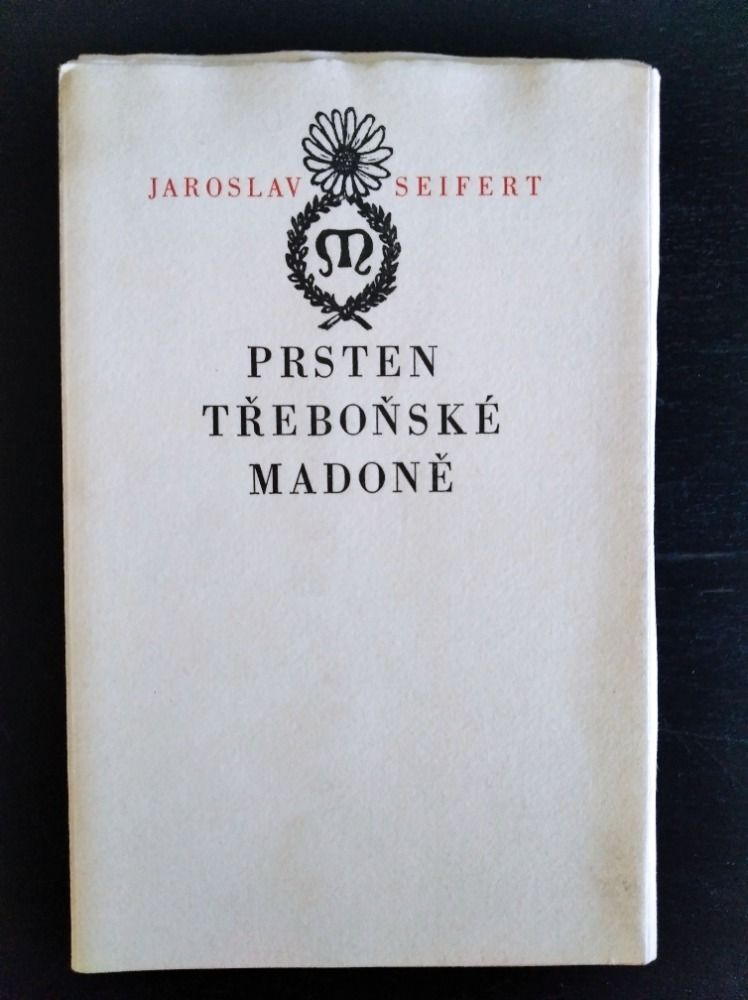 JAROSLAV SEIFERT
M
PRSTEN
TŘEBOŇSKÉ
MADONĚ